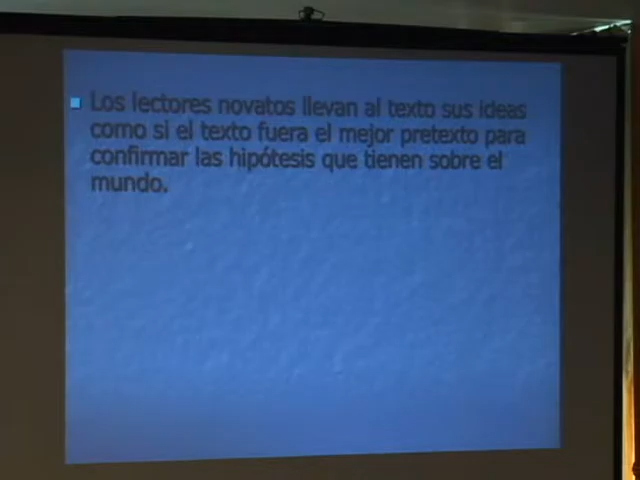 Los lectores novatos llevan al texto sus ideas
como si el texto fuera el mejor pretexto para
confirmar las hipótesis que tienen sobre el
mundo.